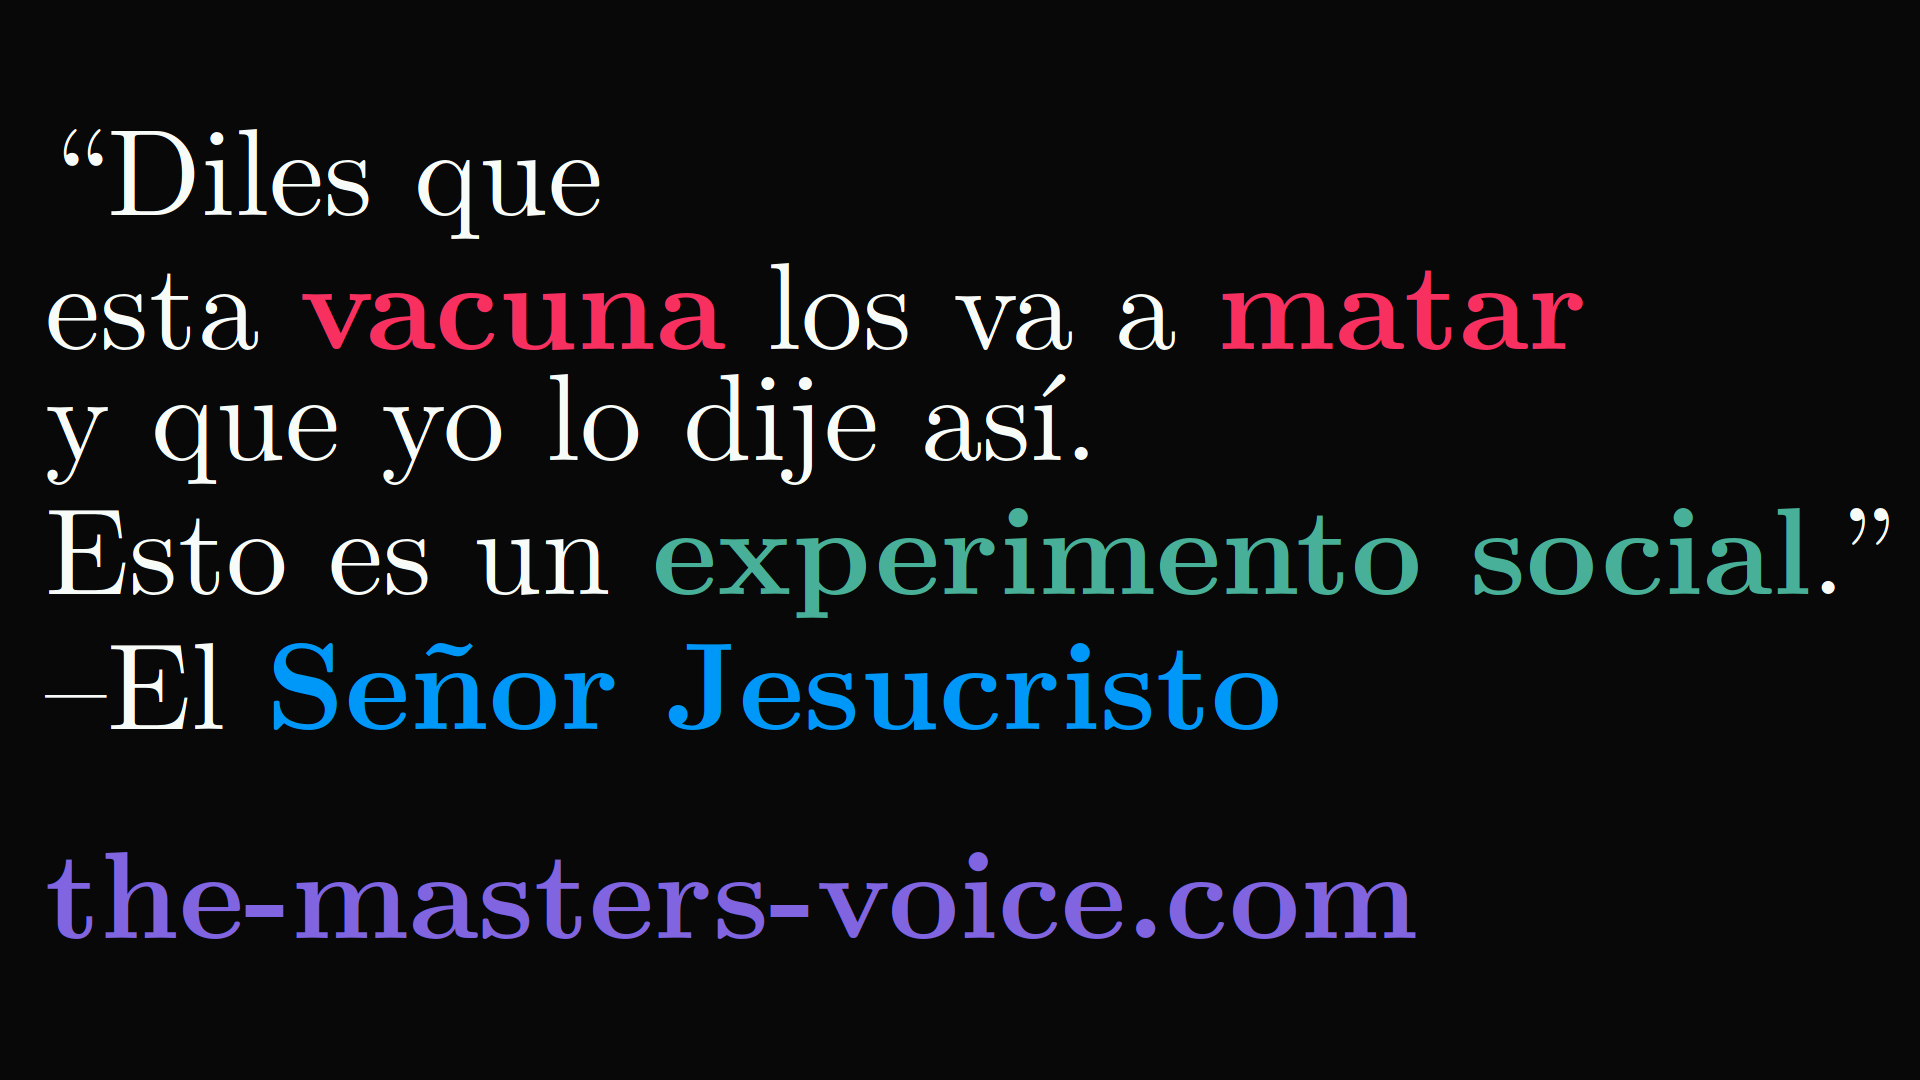 “Diles que
esta vacuna los va a matar
y que yo lo dije así.
Esto es un experimento social.”
–El Señor Jesucristo
the-masters-voice.com